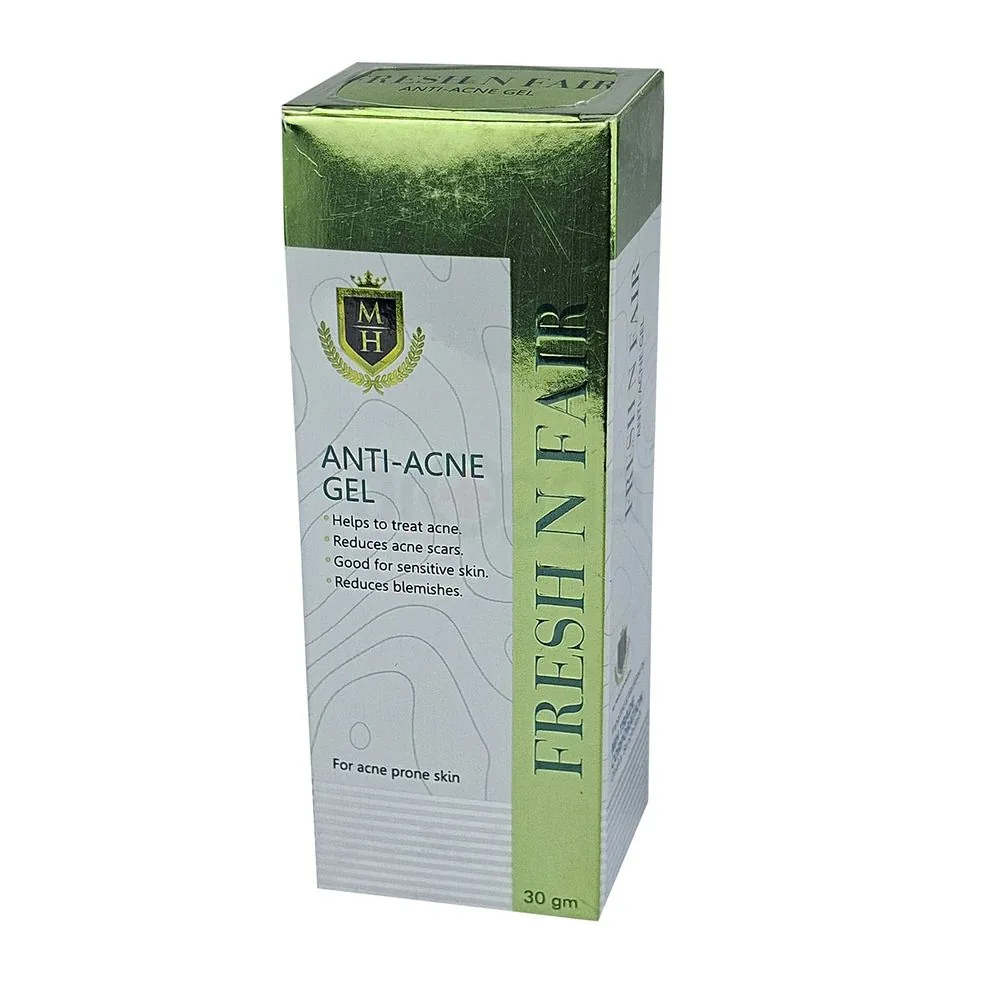 FRESH N FAIR
ANTI-ACNE GEL
M
H
ANTI-ACNE
GEL
Helps to treat acne.
Reduces acne scars.
Good for sensitive skin.
Reduces blemishes.
For acne prone skin
FRESH N FAIR
30 gm
FRESH N FAIR
ANTI-ACNE GEL